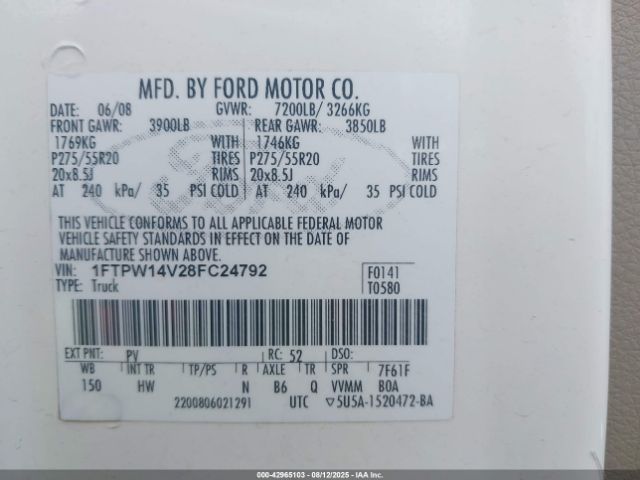 MFD. BY FORD MOTOR CO.
DATE: 06/08 GVWR: 7200LB/ 3266KG
FRONT GAWR: 3900LB REAR GAWR: 3850LB
1769KG WITH 1746KG WITH
P275/55R20 TIRES P275/55R20 TIRES
20x8.5J RIMS 20x8.5J RIMS
AT 240 kPa/ 35 PSI COLD AT 240 kPa/ 35 PSI COLD
THIS VEHICLE CONFORMS TO ALL APPLICABLE FEDERAL MOTOR
VEHICLE SAFETY STANDARDS IN EFFECT ON THE DATE OF
MANUFACTURE SHOWN ABOVE.
VIN: 1FTPW14V28FC24792 F0141
TYPE: Truck T0580
EXT PNT: PV RC: 52 DSO:
WB INT TR TP/PS R AXLE TR SPR 7F61F
150 HW N B6 Q VVMM BOA
2200806021291 UTC ▽5U5A-1520472-BA
000-42965103 - 08/12/2025 - IAAI.com